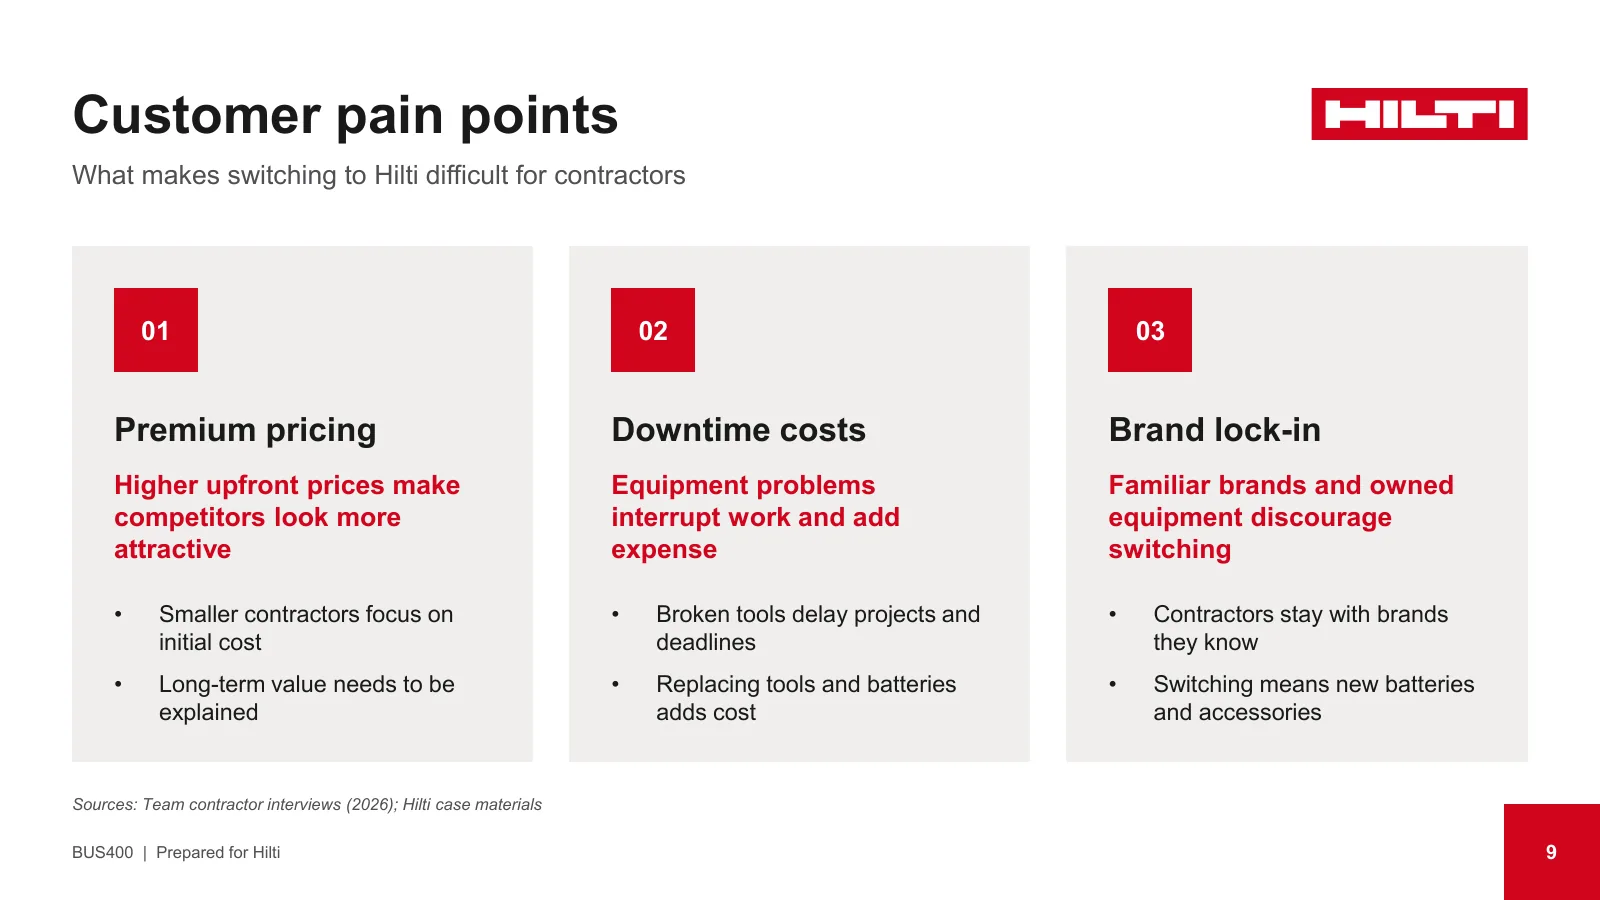 Customer pain points
HILTI
What makes switching to Hilti difficult for contractors
01
Premium pricing
Higher upfront prices make
competitors look more
attractive
• Smaller contractors focus on
initial cost
• Long-term value needs to be
explained
02
Downtime costs
Equipment problems
interrupt work and add
expense
• Broken tools delay projects and
deadlines
• Replacing tools and batteries
adds cost
03
Brand lock-in
Familiar brands and owned
equipment discourage
switching
• Contractors stay with brands
they know
• Switching means new batteries
and accessories
Sources: Team contractor interviews (2026); Hilti case materials
BUS400 | Prepared for Hilti
9